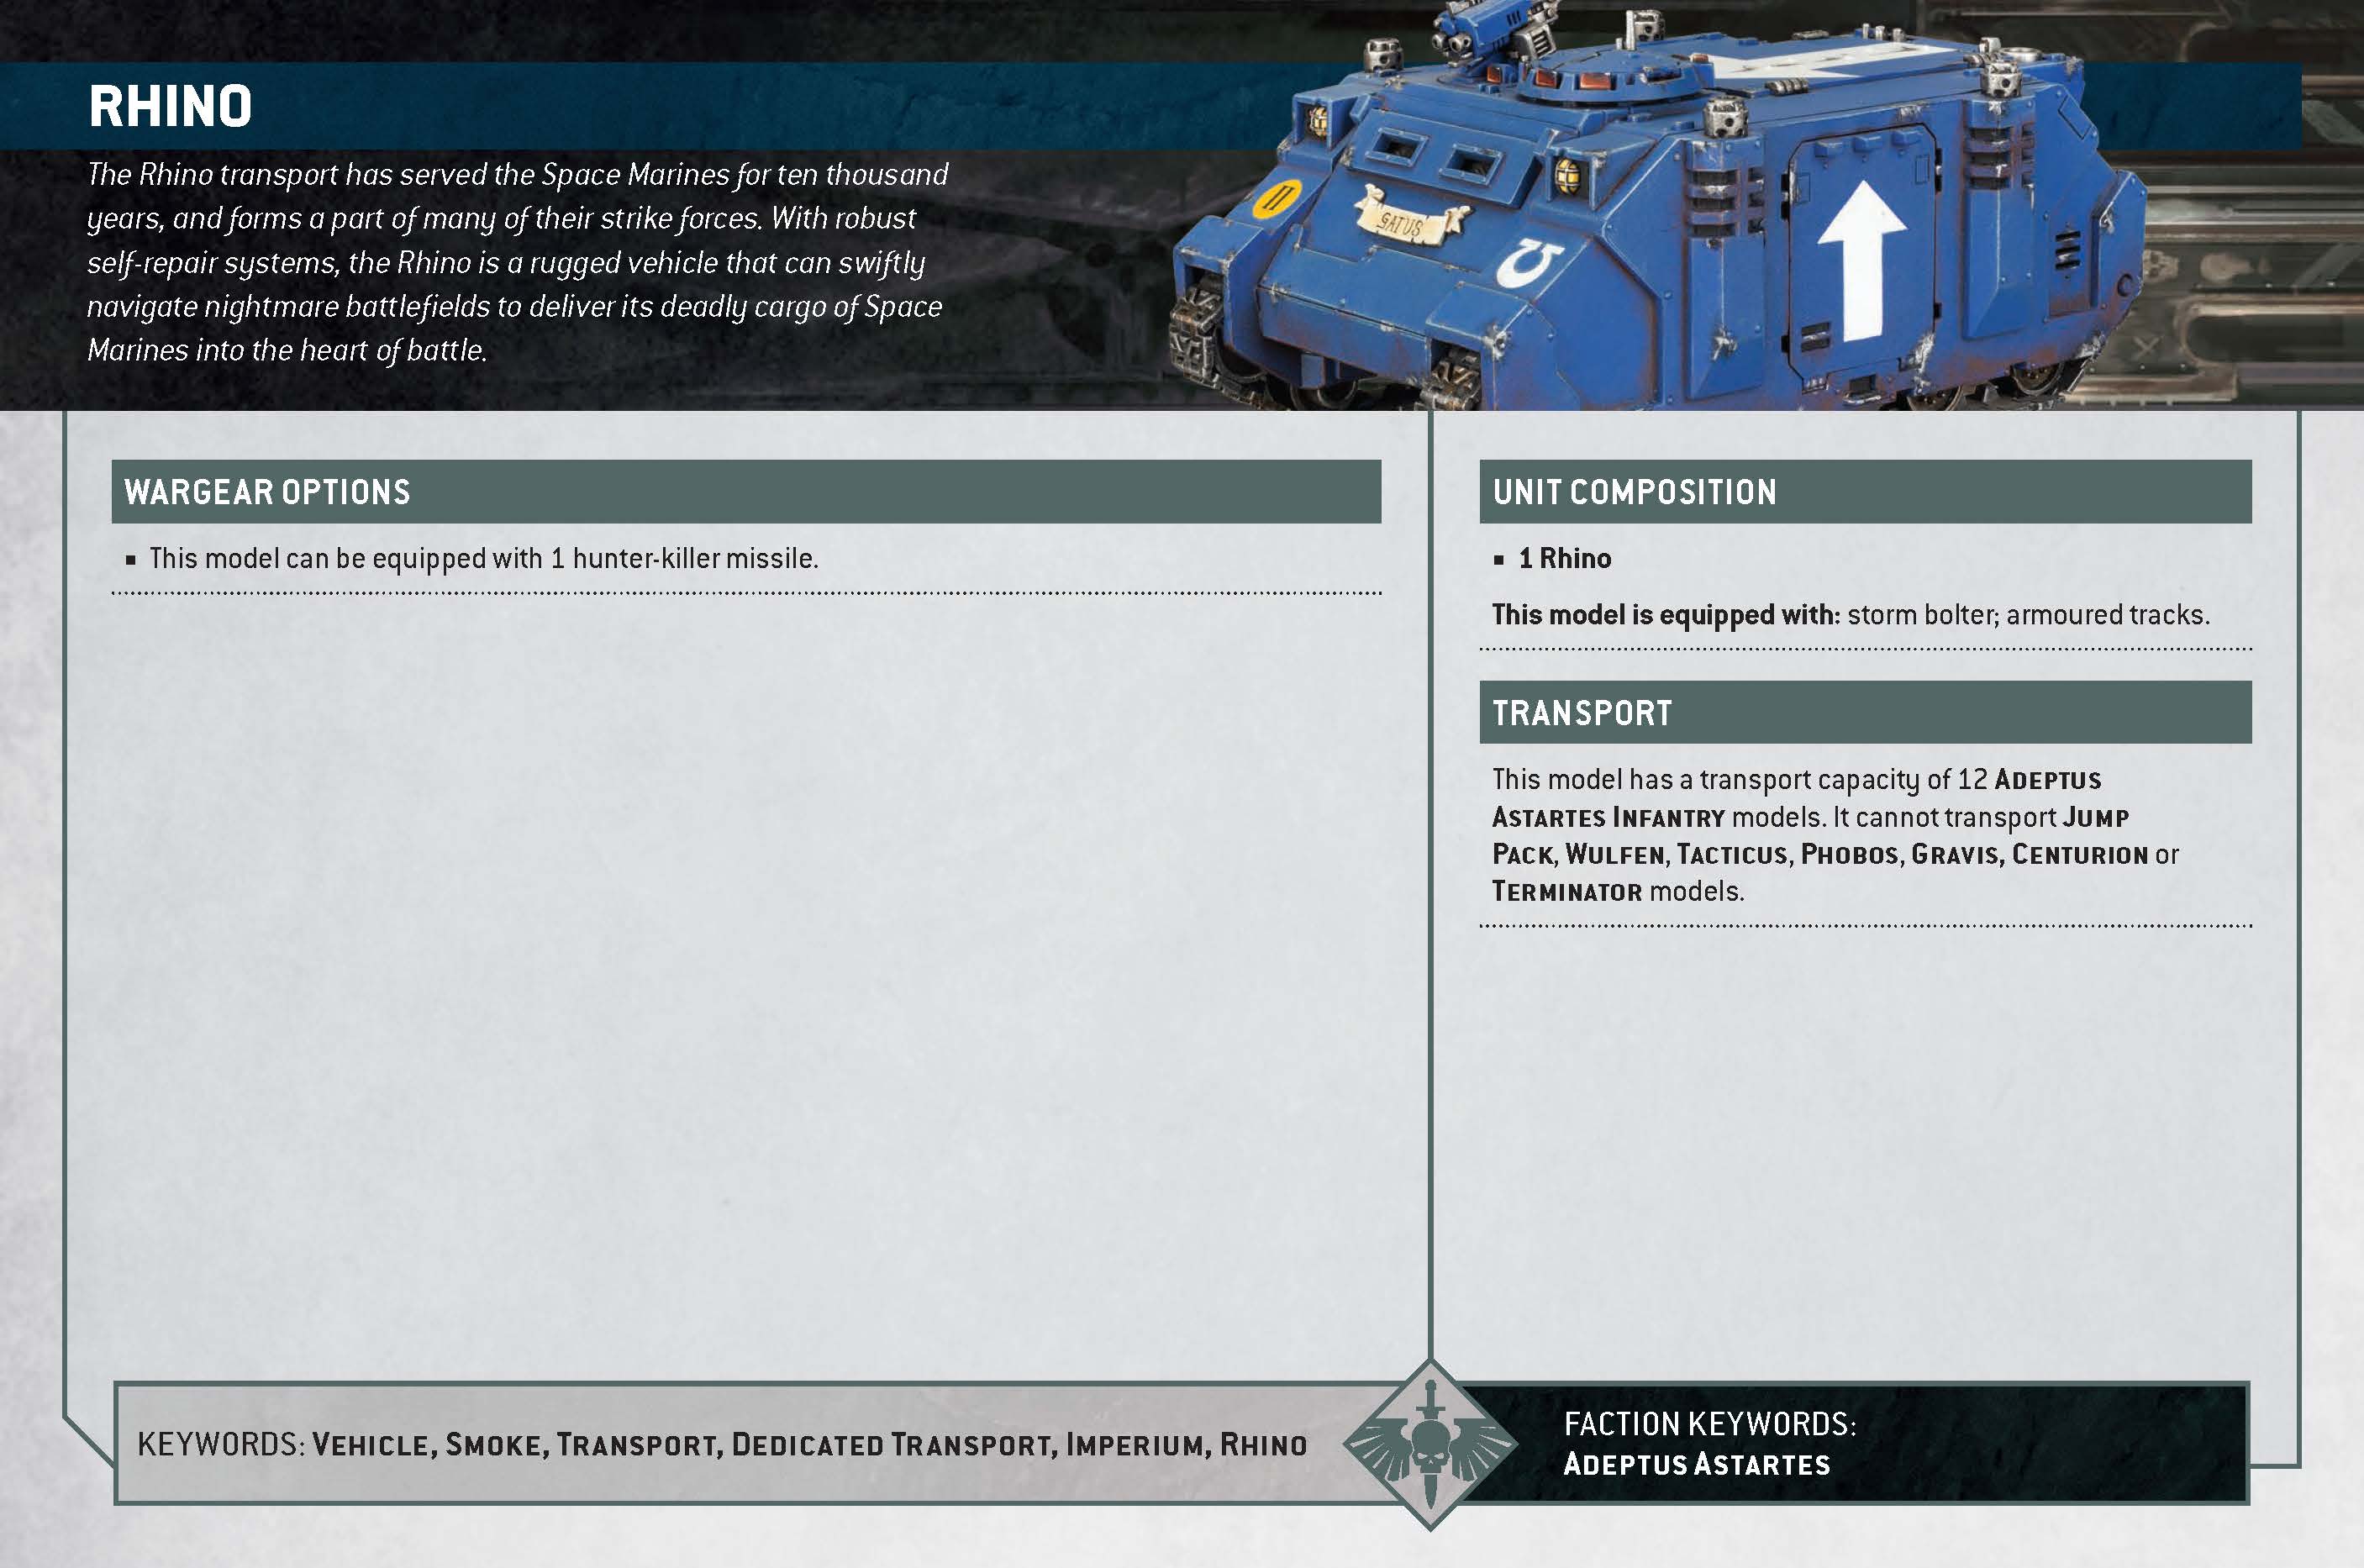 RHINO
The Rhino transport has served the Space Marines for ten thousand
years, and forms a part of many of their strike forces. With robust
self-repair systems, the Rhino is a rugged vehicle that can swiftly
navigate nightmare battlefields to deliver its deadly cargo of Space
Marines into the heart of battle.
II
SATUS
WARGEAR OPTIONS
▪ This model can be equipped with 1 hunter-killer missile.
UNIT COMPOSITION
▪ 1 Rhino
This model is equipped with: storm bolter; armoured tracks.
TRANSPORT
This model has a transport capacity of 12 ADEPTUS
ASTARTES INFANTRY models. It cannot transport JUMP
PACK, WULFEN, TACTICUS, PHOBOS, GRAVIS, CENTURION or
TERMINATOR models.
KEYWORDS: VEHICLE, SMOKE, TRANSPORT, DEDICATED TRANSPORT, IMPERIUM, RHINO
FACTION KEYWORDS:
ADEPTUS ASTARTES